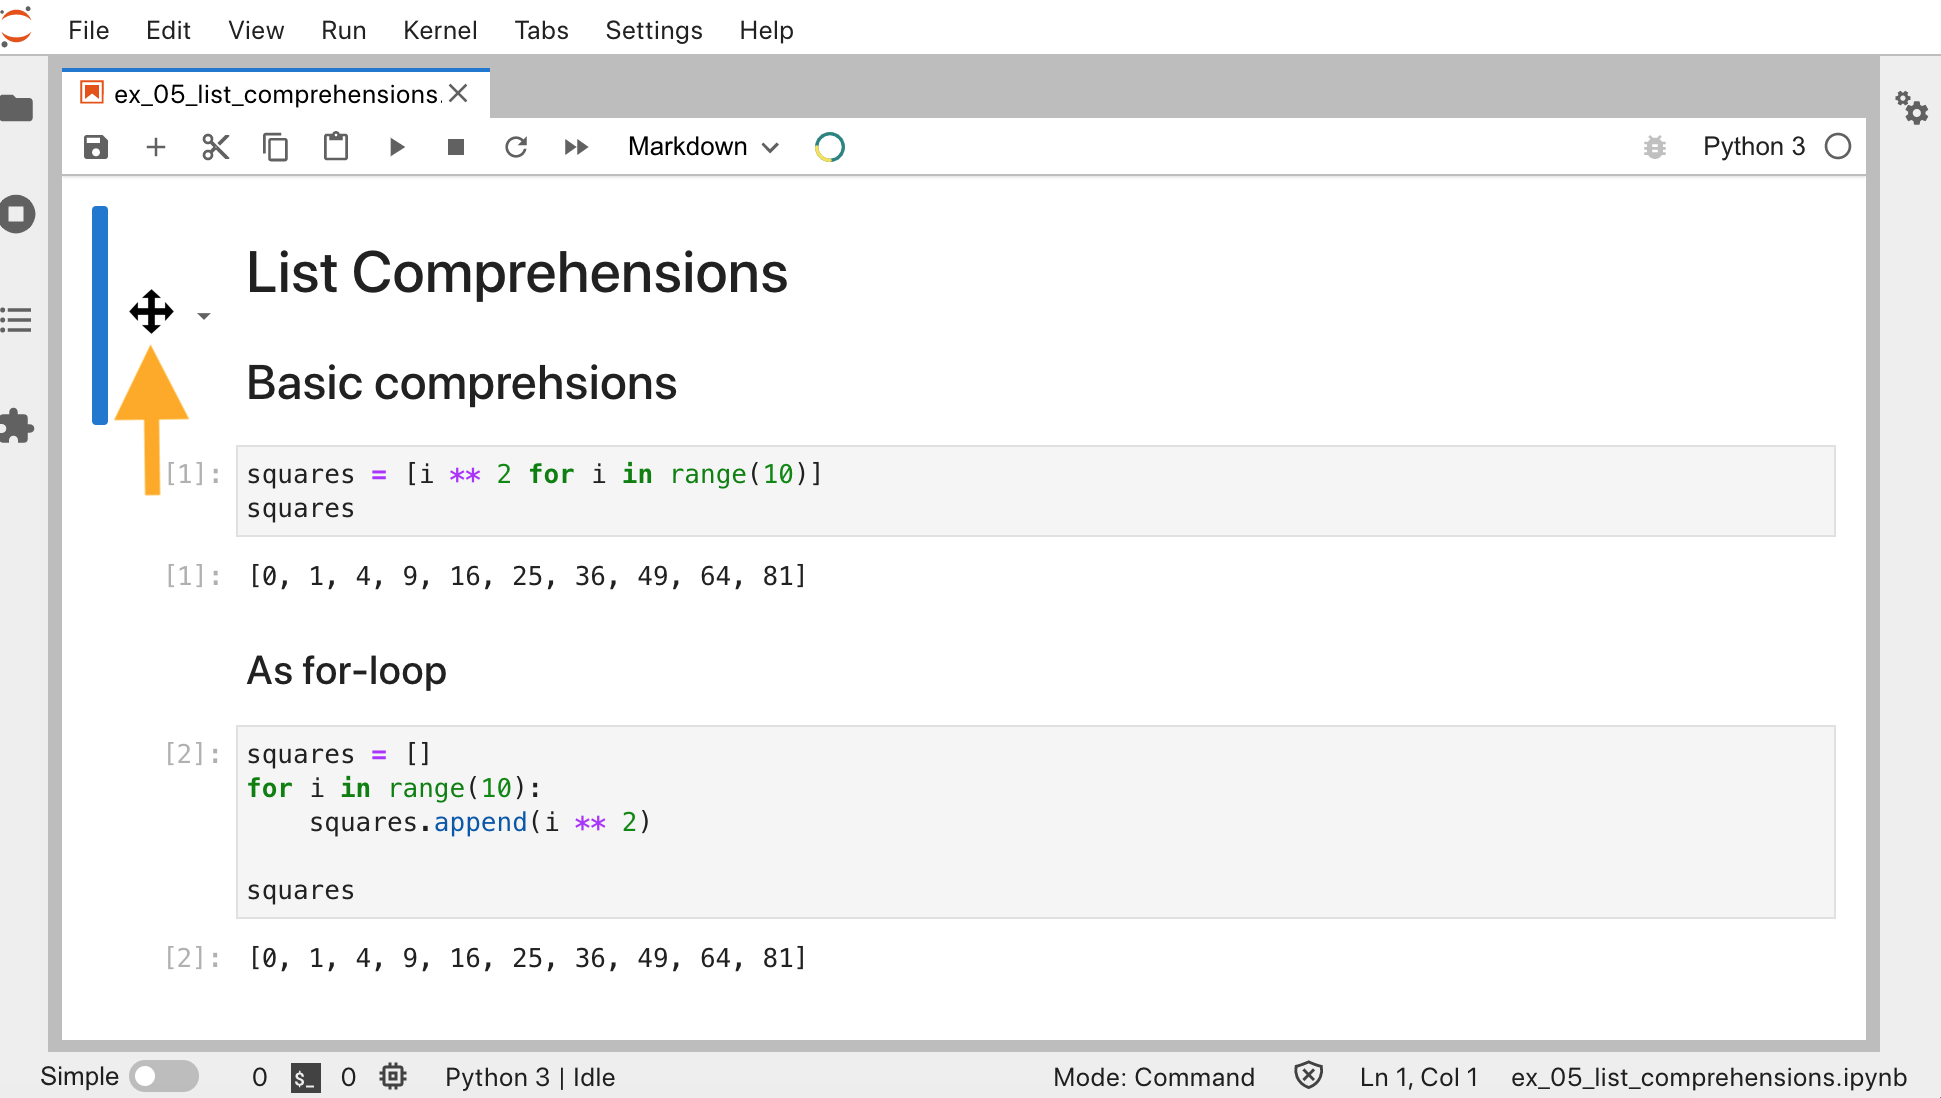 File Edit View Run Kernel Tabs Settings Help
ex_05_list_comprehensions.
Markdown Python 3
List Comprehensions
Basic comprehsions
[1]: squares = [i ** 2 for i in range(10)]
squares
[1]: [0, 1, 4, 9, 16, 25, 36, 49, 64, 81]
As for-loop
[2]: squares = []
for i in range(10):
    squares.append(i ** 2)
squares
[2]: [0, 1, 4, 9, 16, 25, 36, 49, 64, 81]
Simple 0 $_ 0 Python 3 | Idle Mode: Command Ln 1, Col 1 ex_05_list_comprehensions.ipynb